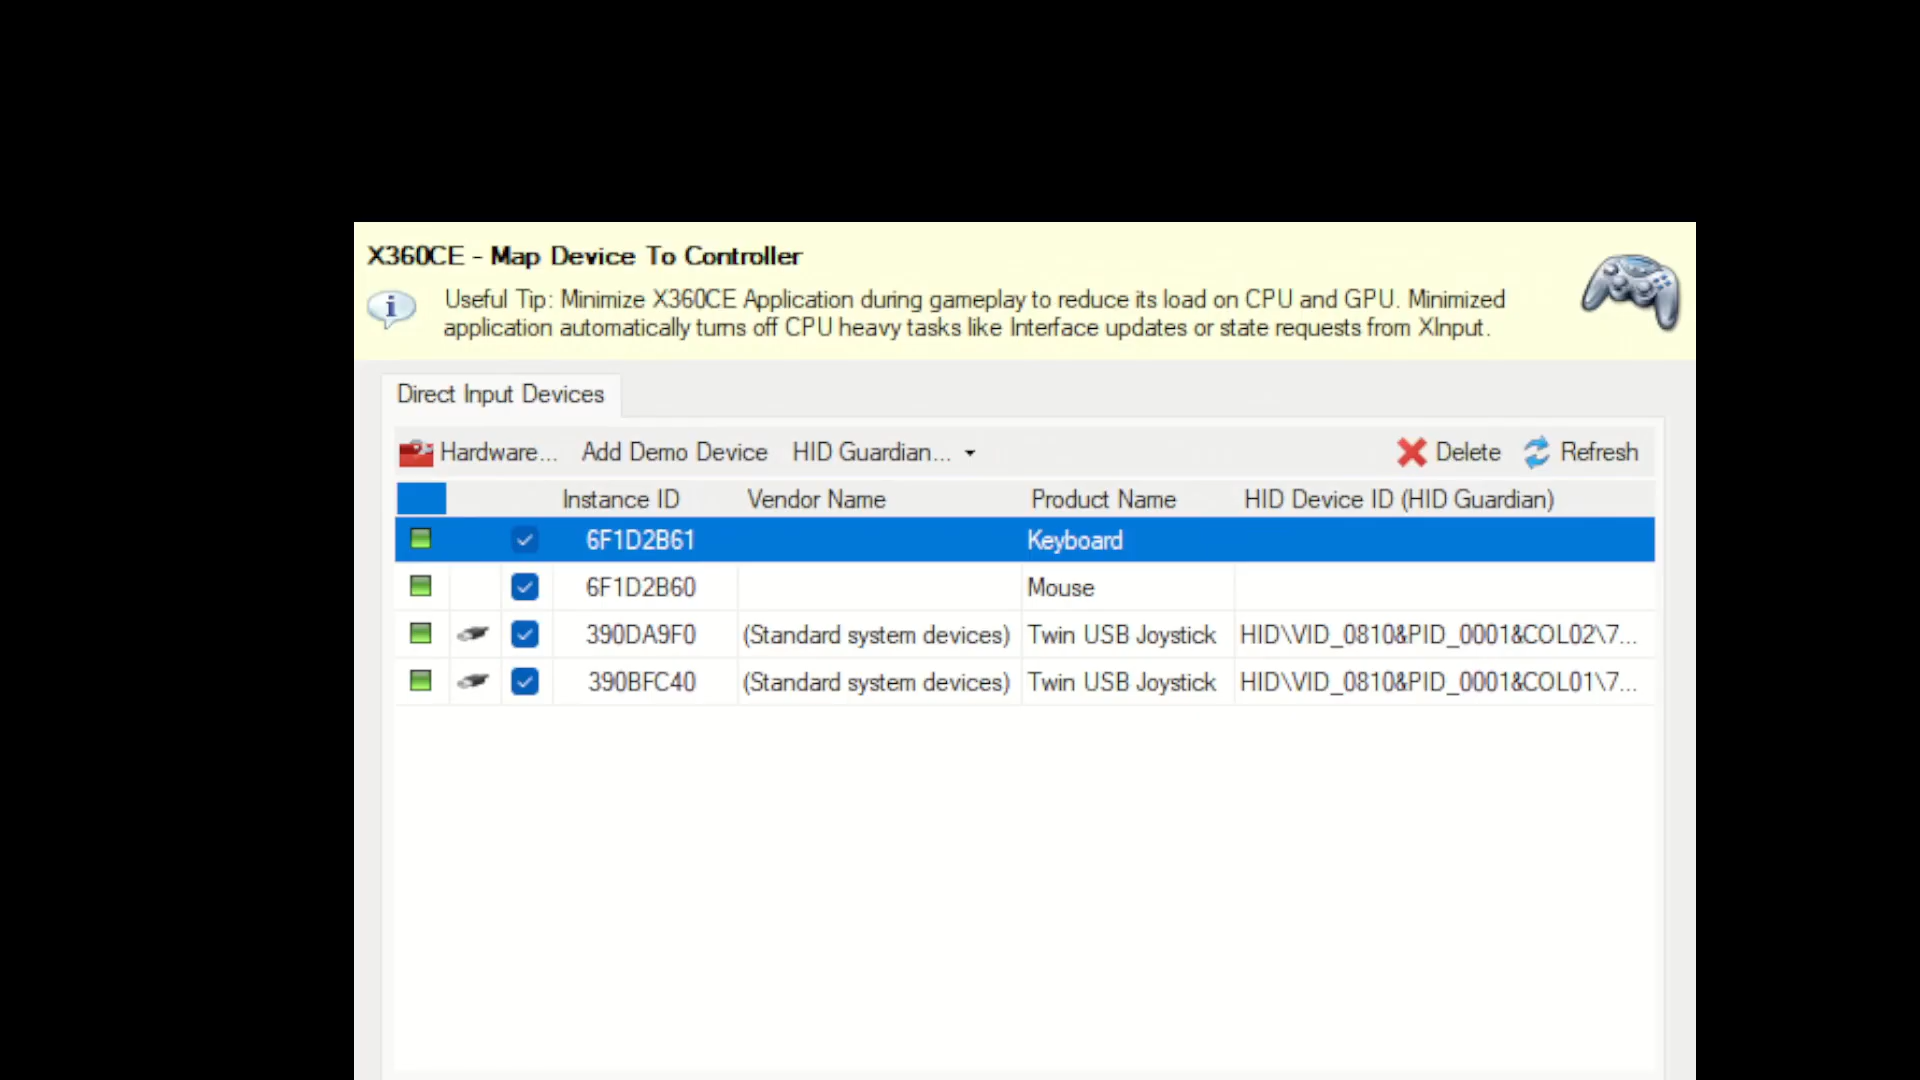 X360CE - Map Device To Controller
Useful Tip: Minimize X360CE Application during gameplay to reduce its load on CPU and GPU. Minimized
application automatically turns off CPU heavy tasks like Interface updates or state requests from XInput.
Direct Input Devices
Hardware... Add Demo Device HID Guardian... Delete Refresh
Instance ID Vendor Name Product Name HID Device ID (HID Guardian)
6F1D2B61 Keyboard
6F1D2B60 Mouse
390DA9F0 (Standard system devices) Twin USB Joystick HID\VID_0810&PID_0001&COL02\7...
390BFC40 (Standard system devices) Twin USB Joystick HID\VID_0810&PID_0001&COL01\7...